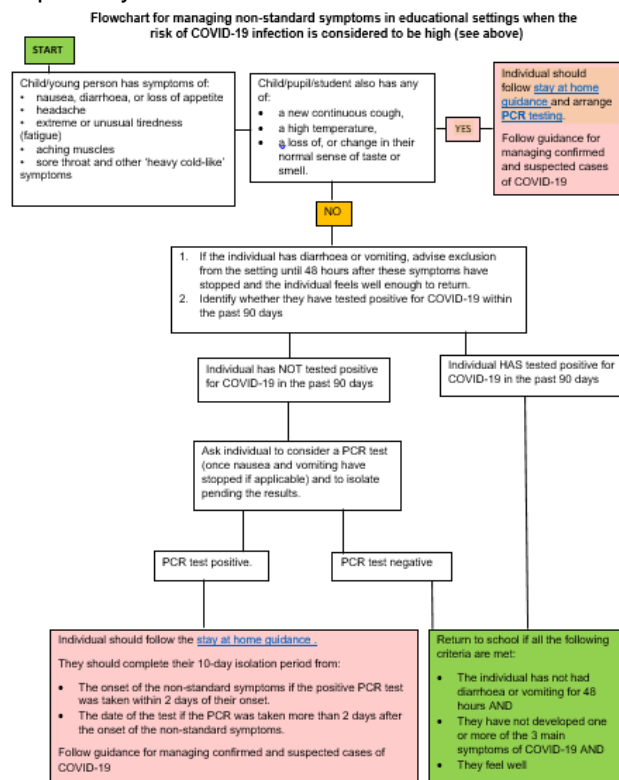 Flowchart for managing non-standard symptoms in educational settings when the
risk of COVID-19 infection is considered to be high (see above)
START
Child/young person has symptoms of:
• nausea, diarrhoea, or loss of appetite
• headache
• extreme or unusual tiredness
(fatigue)
• aching muscles
• sore throat and other 'heavy cold-like'
symptoms
Child/pupil/student also has any
of:
• a new continuous cough,
• a high temperature,
• a loss of, or change in their
normal sense of taste or
smell.
YES
Individual should
follow stay at home
guidance and arrange
PCR testing.
Follow guidance for
managing confirmed
and suspected cases
of COVID-19
NO
1. If the individual has diarrhoea or vomiting, advise exclusion
from the setting until 48 hours after these symptoms have
stopped and the individual feels well enough to return.
2. Identify whether they have tested positive for COVID-19 within
the past 90 days
Individual has NOT tested positive
for COVID-19 in the past 90 days
Individual HAS tested positive for
COVID-19 in the past 90 days
Ask individual to consider a PCR test
(once nausea and vomiting have
stopped if applicable) and to isolate
pending the results.
PCR test positive.
PCR test negative
Individual should follow the stay at home guidance .
They should complete their 10-day isolation period from:
• The onset of the non-standard symptoms if the positive PCR test
was taken within 2 days of their onset.
• The date of the test if the PCR was taken more than 2 days after
the onset of the non-standard symptoms.
Follow guidance for managing confirmed and suspected cases of
COVID-19
Return to school if all the following
criteria are met:
• The individual has not had
diarrhoea or vomiting for 48
hours AND
• They have not developed one
or more of the 3 main
symptoms of COVID-19 AND
• They feel well